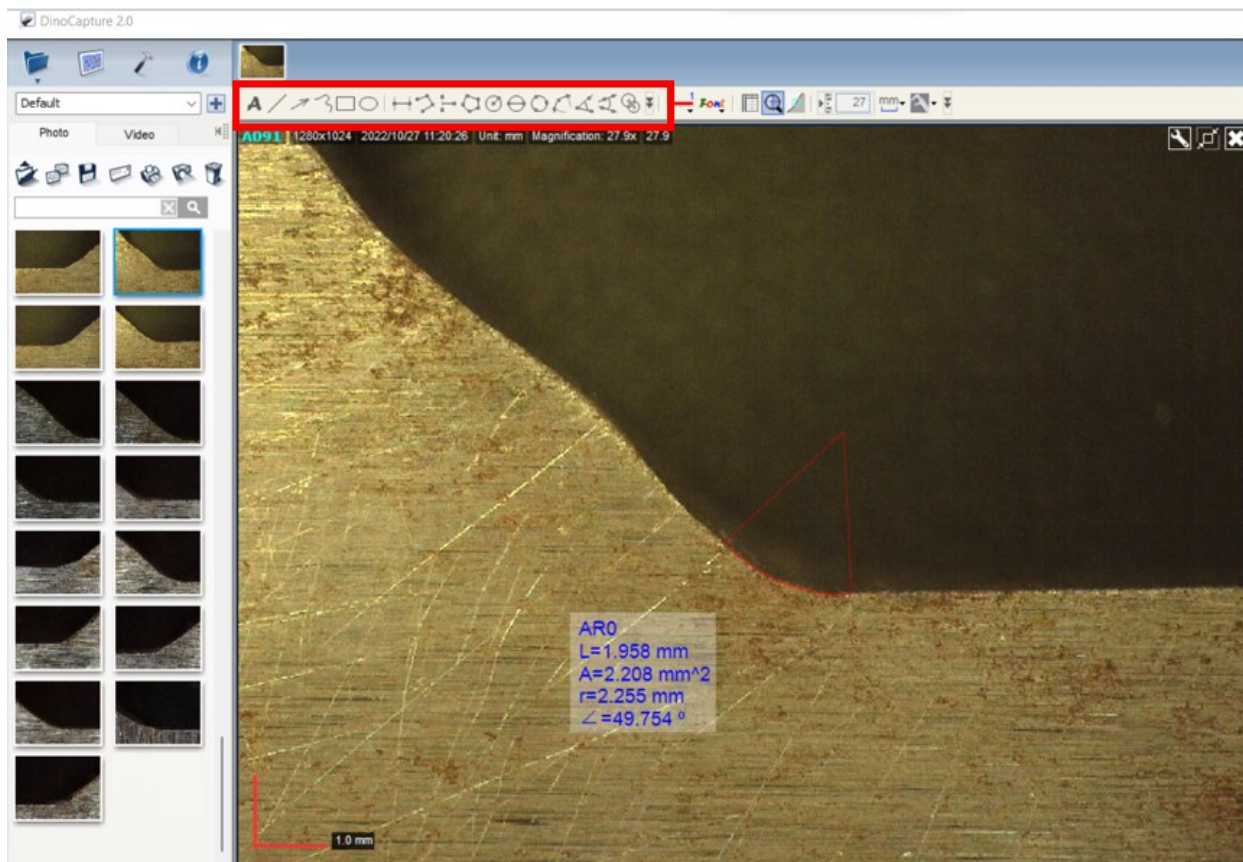 DinoCapture 2.0
Default
Photo Video
A Font 27 mm
A091 1280x1024 2022/10/27 11:20:26 Unit: mm Magnification: 27.9x 27.9
AR0
L=1.958 mm
A=2.208 mm^2
r=2.255 mm
∠=49.754 º
1.0 mm